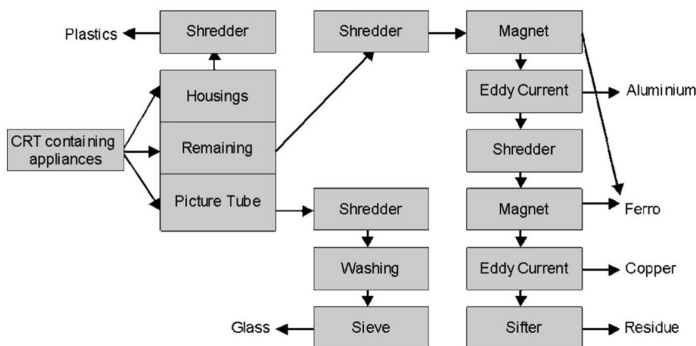 Plastics
Shredder
Shredder
Magnet
Housings
Eddy Current
Aluminium
CRT containing
appliances
Remaining
Shredder
Picture Tube
Shredder
Magnet
Ferro
Washing
Eddy Current
Copper
Glass
Sieve
Sifter
Residue